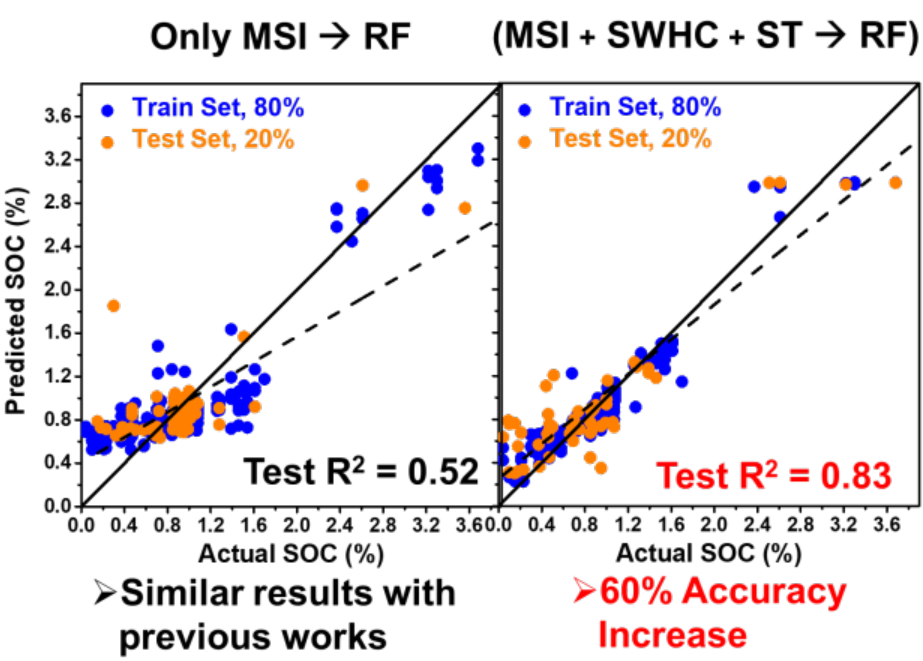 Only MSI → RF
(MSI + SWHC + ST → RF)
Train Set, 80%
Test Set, 20%
Train Set, 80%
Test Set, 20%
Predicted SOC (%)
3.6
3.2
2.8
2.4
2.0
1.6
1.2
0.8
0.4
0.0
Test R² = 0.52
Test R² = 0.83
0.0 0.4 0.8 1.2 1.6 2.0 2.4 2.8 3.2 3.6
0.0 0.4 0.8 1.2 1.6 2.0 2.4 2.8 3.2 3.6
Actual SOC (%)
Actual SOC (%)
➢Similar results with
previous works
➢60% Accuracy
Increase